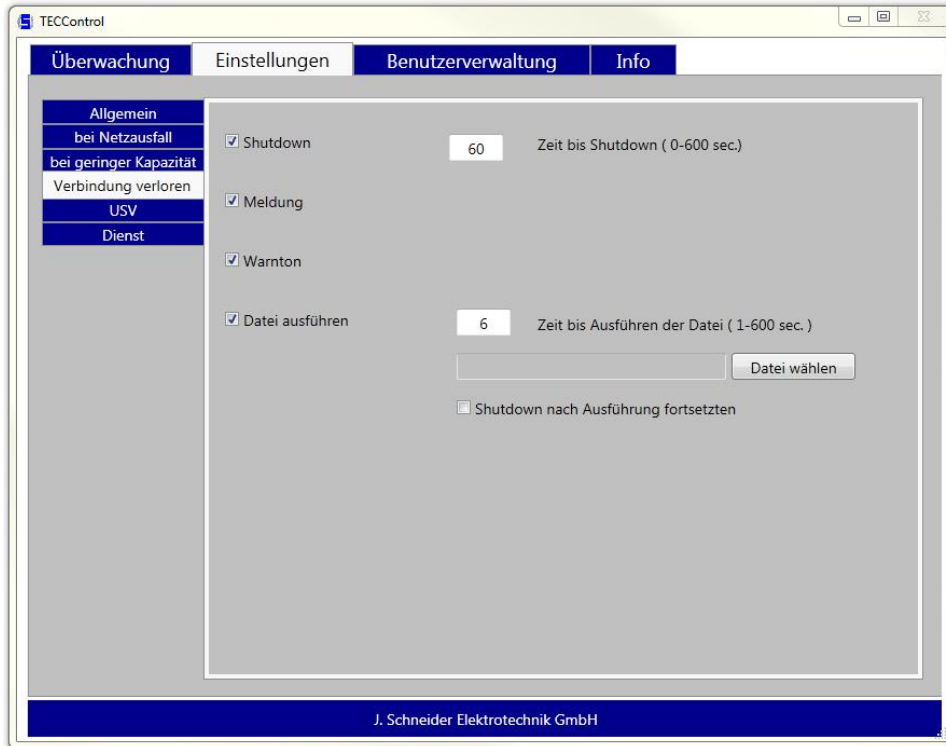 TECControl
Überwachung Einstellungen Benutzerverwaltung Info
Allgemein
bei Netzausfall
bei geringer Kapazität
Verbindung verloren
USV
Dienst
Shutdown 60 Zeit bis Shutdown ( 0-600 sec.)
Meldung
Warnton
Datei ausführen 6 Zeit bis Ausführen der Datei ( 1-600 sec. )
Datei wählen
Shutdown nach Ausführung fortsetzten
J. Schneider Elektrotechnik GmbH